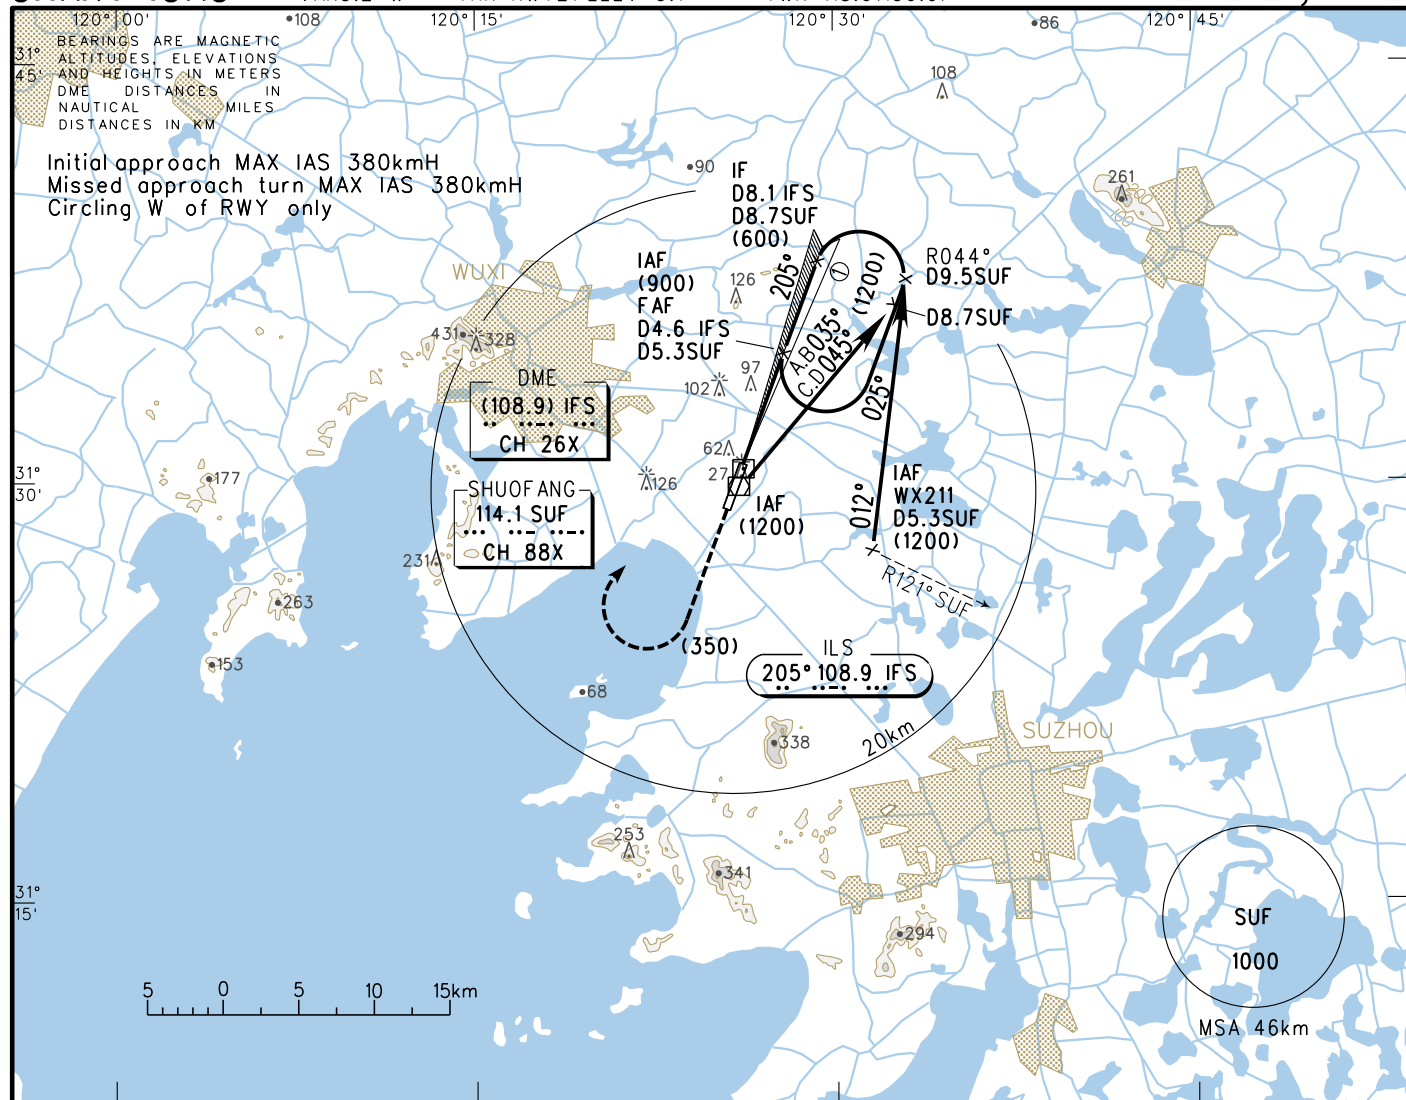 120° 00'
120° 15'
120° 30'
120° 45'
108
86
BEARINGS ARE MAGNETIC
ALTITUDES, ELEVATIONS
AND HEIGHTS IN METERS
DME DISTANCES IN
NAUTICAL MILES
DISTANCES IN KM
31°
45'
108
Initial approach MAX IAS 380kmH
Missed approach turn MAX IAS 380kmH
Circling W of RWY only
90
261
IF
D8.1 IFS
D8.7SUF
(600)
IAF
(900)
FAF
D4.6 IFS
D5.3SUF
205°
1
(1200)
R044°
D9.5SUF
D8.7SUF
WUXI
126
431
328
A.B035°
C.D045°
025°
97
102
DME
(108.9) IFS
CH 26X
62
27
126
177
31°
30'
SHUOFANG
114.1 SUF
CH 88X
IAF
(1200)
012°
IAF
WX211
D5.3SUF
(1200)
R121° SUF
231
263
153
(350)
ILS
205° 108.9 IFS
68
338
20km
SUZHOU
253
341
31°
15'
294
SUF
1000
MSA 46km
5 0 5 10 15km